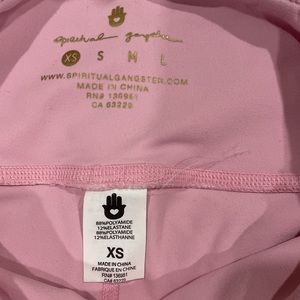 spiritual gangster
XS S M L
WWW.SPIRITUALGANGSTER.COM
MADE IN CHINA
RN# 136951
CA 63229
88%POLYAMIDE
12%ELASTANE
88%POLYAMIDE
12%ELASTHANNE
XS
MADE IN CHINA
FABRIQUE EN CHINE
RN# 136951
CA 63229